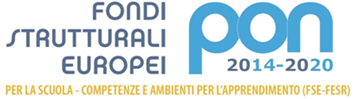 FONDI
STRUTTURALI
EUROPEI
pon
2014-2020
PER LA SCUOLA - COMPETENZE E AMBIENTI PER L'APPRENDIMENTO (FSE-FESR)